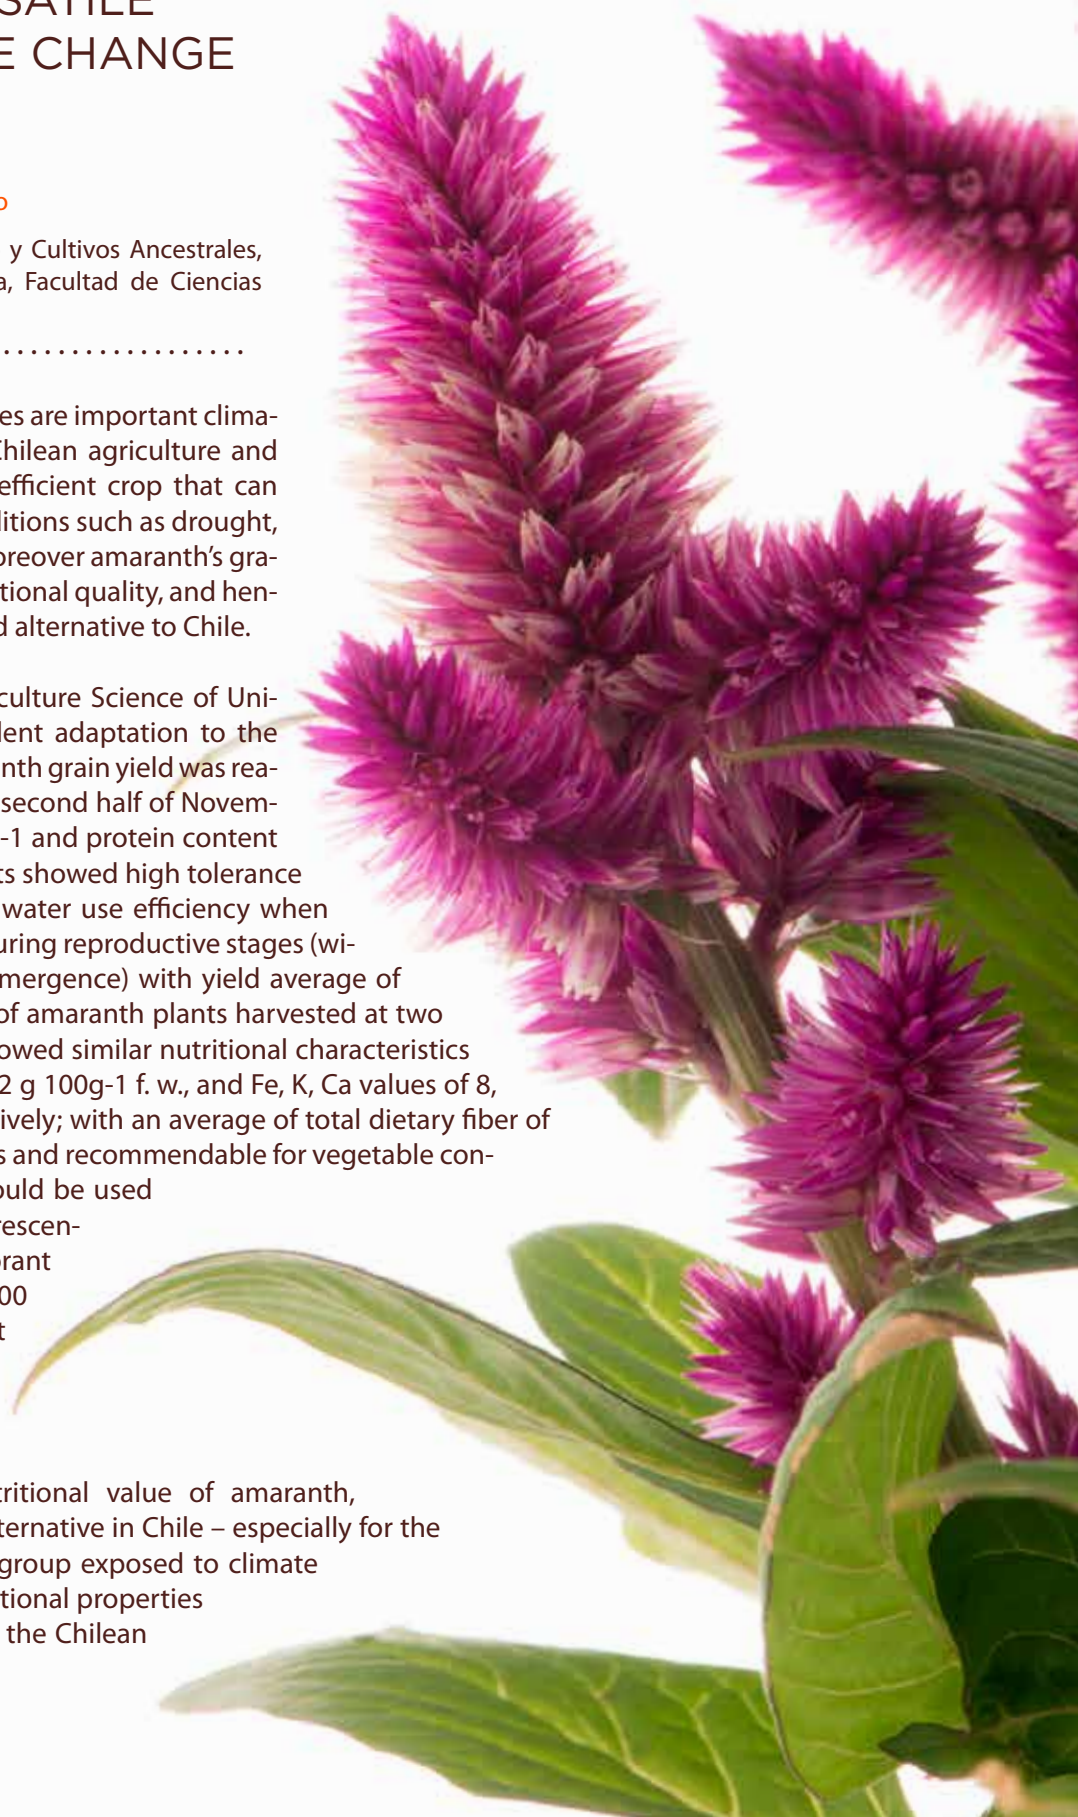 SATILE
E CHANGE
o
y Cultivos Ancestrales,
a, Facultad de Ciencias
..................
es are important clima-
Chilean agriculture and
efficient crop that can
ditions such as drought,
oreover amaranth’s gra-
tional quality, and hen-
d alternative to Chile.
culture Science of Uni-
lent adaptation to the
nth grain yield was rea-
second half of Novem-
-1 and protein content
ts showed high tolerance
water use efficiency when
uring reproductive stages (wi-
mergence) with yield average of
of amaranth plants harvested at two
owed similar nutritional characteristics
2 g 100g-1 f. w., and Fe, K, Ca values of 8,
ively; with an average of total dietary fiber of
s and recommendable for vegetable con-
ould be used
rescen-
orant
00
t
tritional value of amaranth,
ternative in Chile – especially for the
group exposed to climate
tional properties
the Chilean